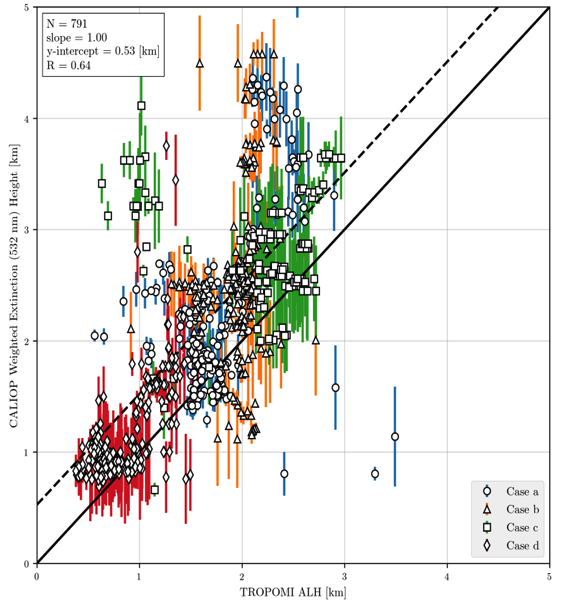 5
4
3
2
1
0
CALIOP Weighted Extinction (532 nm) Height [km]
N = 791
slope = 1.00
y-intercept = 0.53 [km]
R = 0.64
Case a
Case b
Case c
Case d
0 1 2 3 4 5
TROPOMI ALH [km]